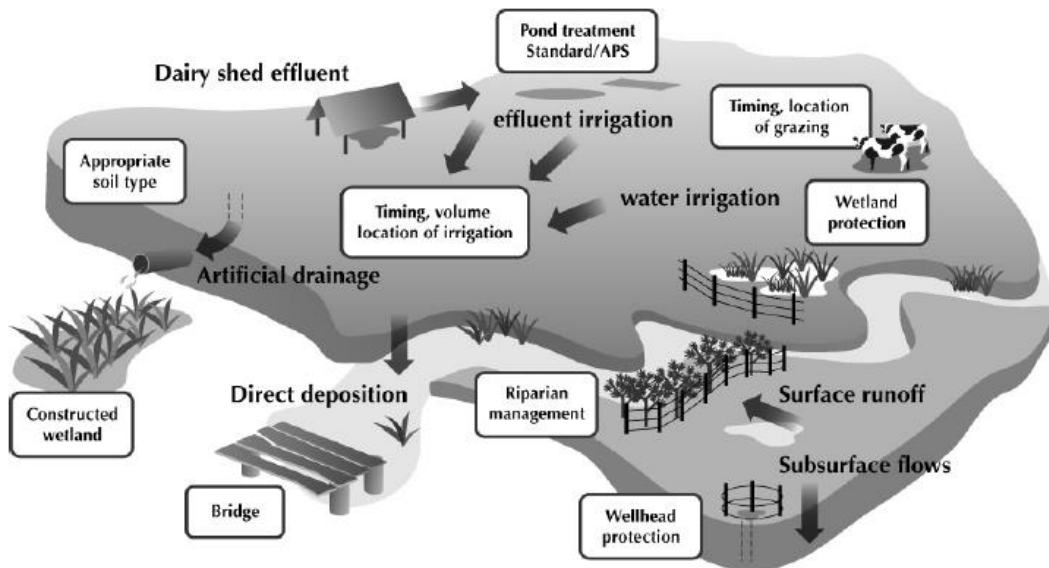 Pond treatment
Standard/APS
Dairy shed effluent
effluent irrigation
Timing, location
of grazing
Appropriate
soil type
Timing, volume
location of irrigation
water irrigation
Wetland
protection
Artificial drainage
Direct deposition
Riparian
management
Surface runoff
Constructed
wetland
Subsurface flows
Bridge
Wellhead
protection